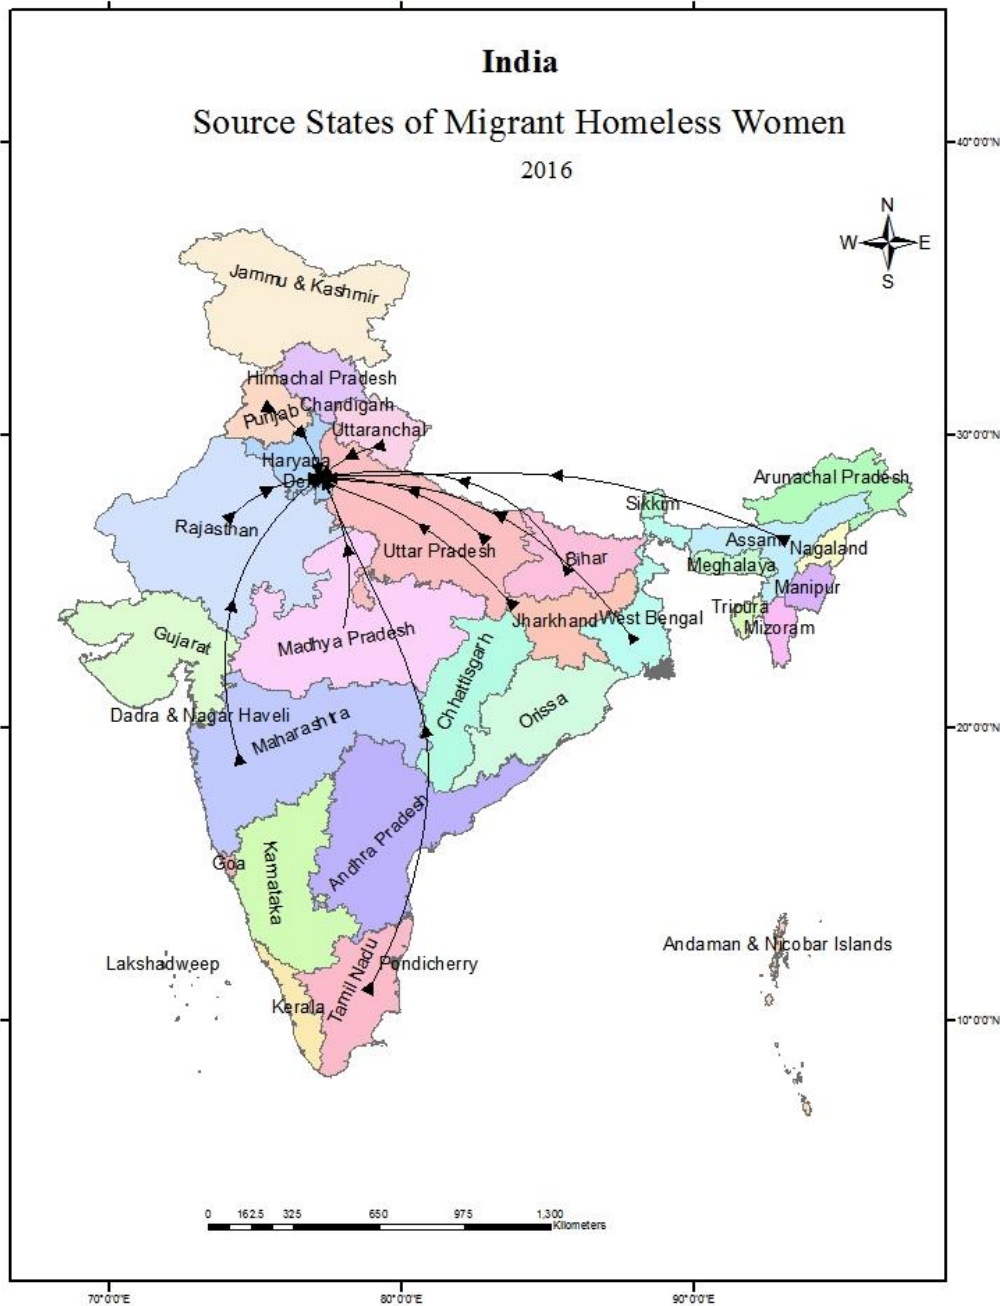 India
Source States of Migrant Homeless Women
2016
40°0'0"N
N
W E
S
Jammu & Kashmir
Himachal Pradesh
Punjab
Chandigarh
Uttaranchal
30°0'0"N
Haryana
Arunachal Pradesh
Rajasthan
Sikkim
Uttar Pradesh
Bihar
Assam
Nagaland
Meghalaya
Manipur
Tripura
Mizoram
Jharkhand
West Bengal
Gujarat
Madhya Pradesh
Chhattisgarh
Orissa
Dadra & Nagar Haveli
Maharashtra
20°0'0"N
Andhra Pradesh
Goa
Karnataka
Andaman & Nicobar Islands
Lakshadweep
Pondicherry
Tamil Nadu
Kerala
10°0'0"N
0 162.5 325 650 975 1,300
Kilometers
70°0'0"E 80°0'0"E 90°0'0"E